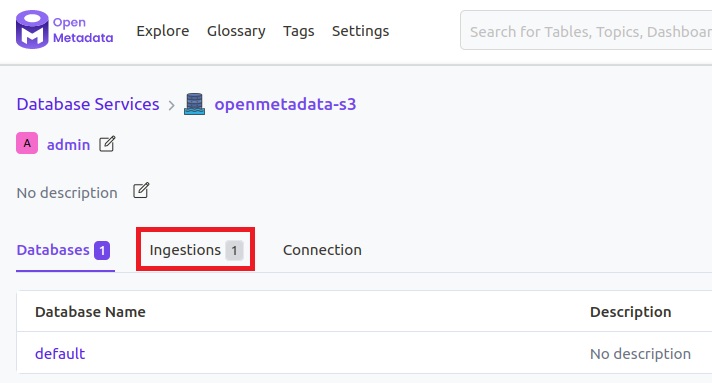 Open
Metadata
Explore Glossary Tags Settings
Search for Tables, Topics, Dashboar
Database Services > openmetadata-s3
A admin
No description
Databases 1 Ingestions 1 Connection
Database Name Description
default No description